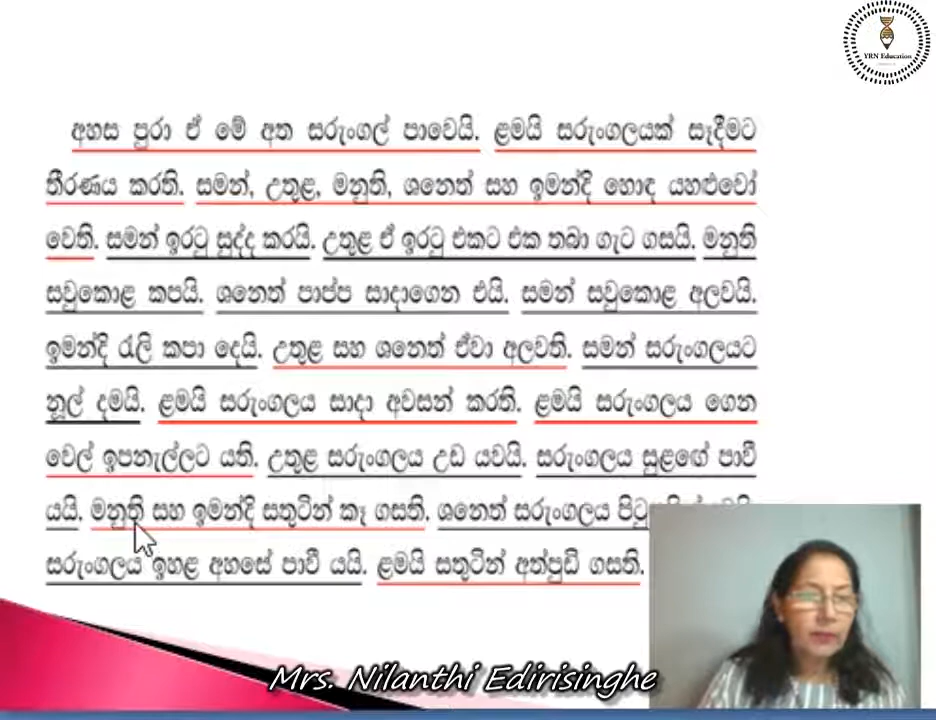 YRN Education
අහස පුරා ඒ මේ අත සරුංගල් පාවෙයි. ළමයි සරුංගලයක් සෑදීමට
තීරණය කරති. සමන්, උතුළ, මනුති, ශනෙත් සහ ඉමන්දි හොඳ යහළුවෝ
වෙති. සමන් ඉරටු සුද්ද කරයි. උතුළ ඒ ඉරටු එකට එක තබා ගැට ගසයි. මනුති
සවුකොළ කපයි. ශනෙත් පාප්ප සාදාගෙන එයි. සමන් සවුකොළ අලවයි.
ඉමන්දි රැලි කපා දෙයි. උතුළ සහ ශනෙත් ඒවා අලවති. සමන් සරුංගලයට
නූල් දමයි. ළමයි සරුංගලය සාදා අවසන් කරති. ළමයි සරුංගලය ගෙන
වෙල් ඉපනැල්ලට යති. උතුළ සරුංගලය උඩ යවයි. සරුංගලය සුළඟේ පාවී
යයි. මනුති සහ ඉමන්දි සතුටින් කෑ ගසති. ශනෙත් සරුංගලය
සරුංගලය ඉහළ අහසේ පාවී යයි. ළමයි සතුටින් අත්පුඩි ගසති.
Mrs. Nilanthi Edirisinghe